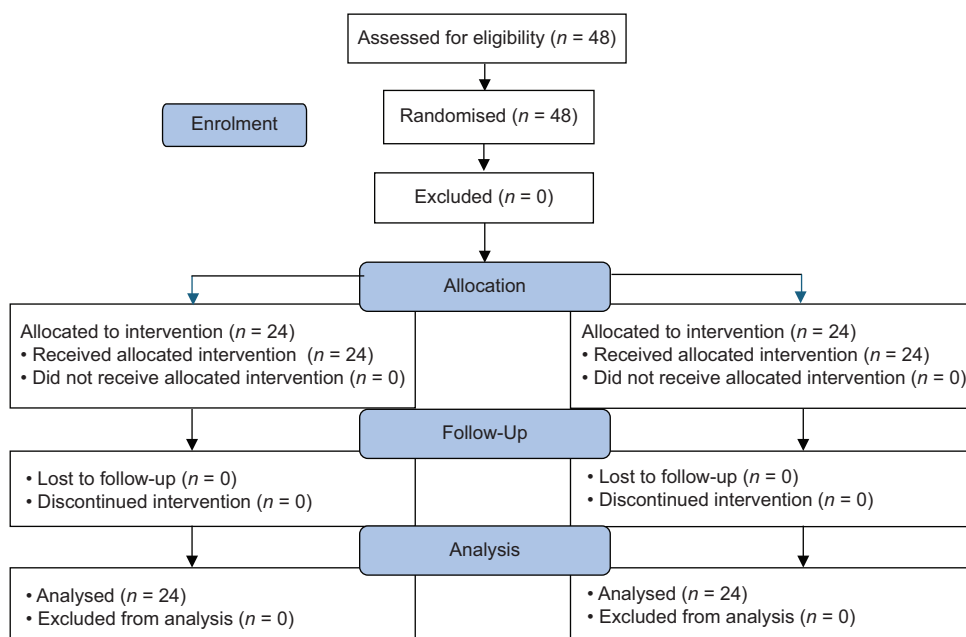 Assessed for eligibility (n = 48)
Enrolment
Randomised (n = 48)
Excluded (n = 0)
Allocation
Allocated to intervention (n = 24)
• Received allocated intervention (n = 24)
• Did not receive allocated intervention (n = 0)
Allocated to intervention (n = 24)
• Received allocated intervention (n = 24)
• Did not receive allocated intervention (n = 0)
Follow-Up
• Lost to follow-up (n = 0)
• Discontinued intervention (n = 0)
• Lost to follow-up (n = 0)
• Discontinued intervention (n = 0)
Analysis
• Analysed (n = 24)
• Excluded from analysis (n = 0)
• Analysed (n = 24)
• Excluded from analysis (n = 0)